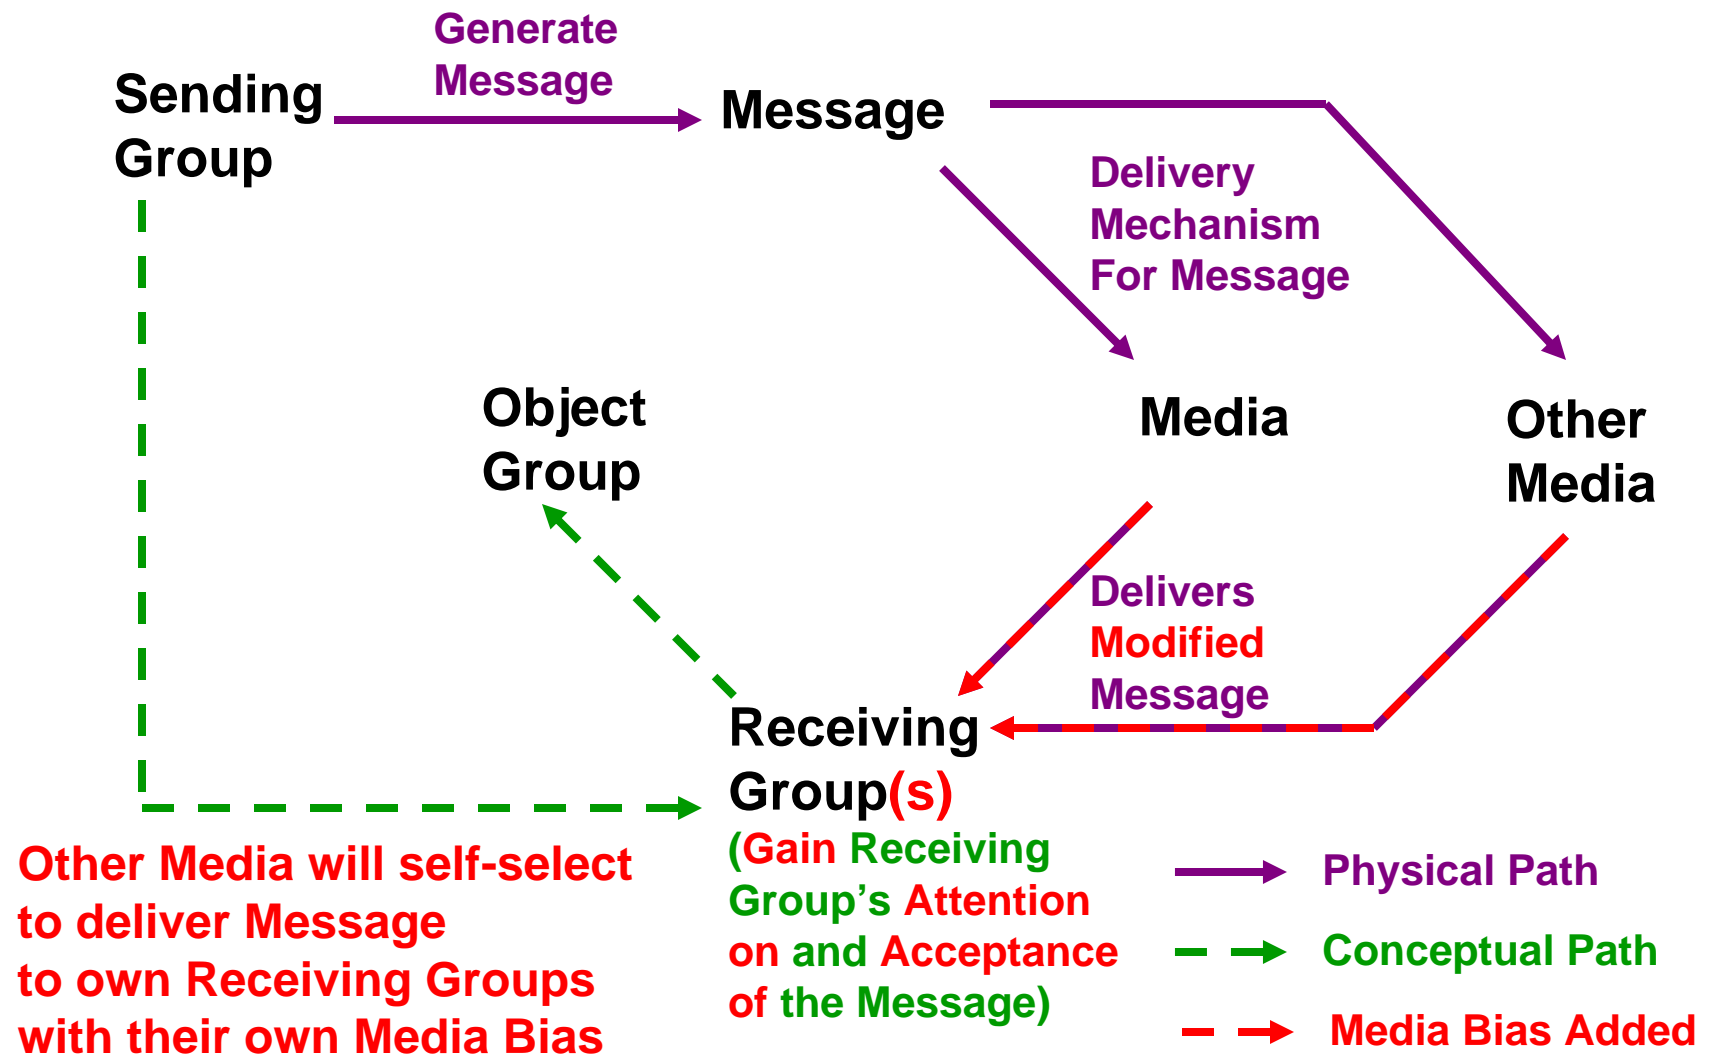 Generate
Message
Sending
Group
Message
Delivery
Mechanism
For Message
Object
Group
Media
Other
Media
Delivers
Modified
Message
Receiving
Group(s)
(Gain Receiving
Group’s Attention
on and Acceptance
of the Message)
Other Media will self-select
to deliver Message
to own Receiving Groups
with their own Media Bias
Physical Path
Conceptual Path
Media Bias Added